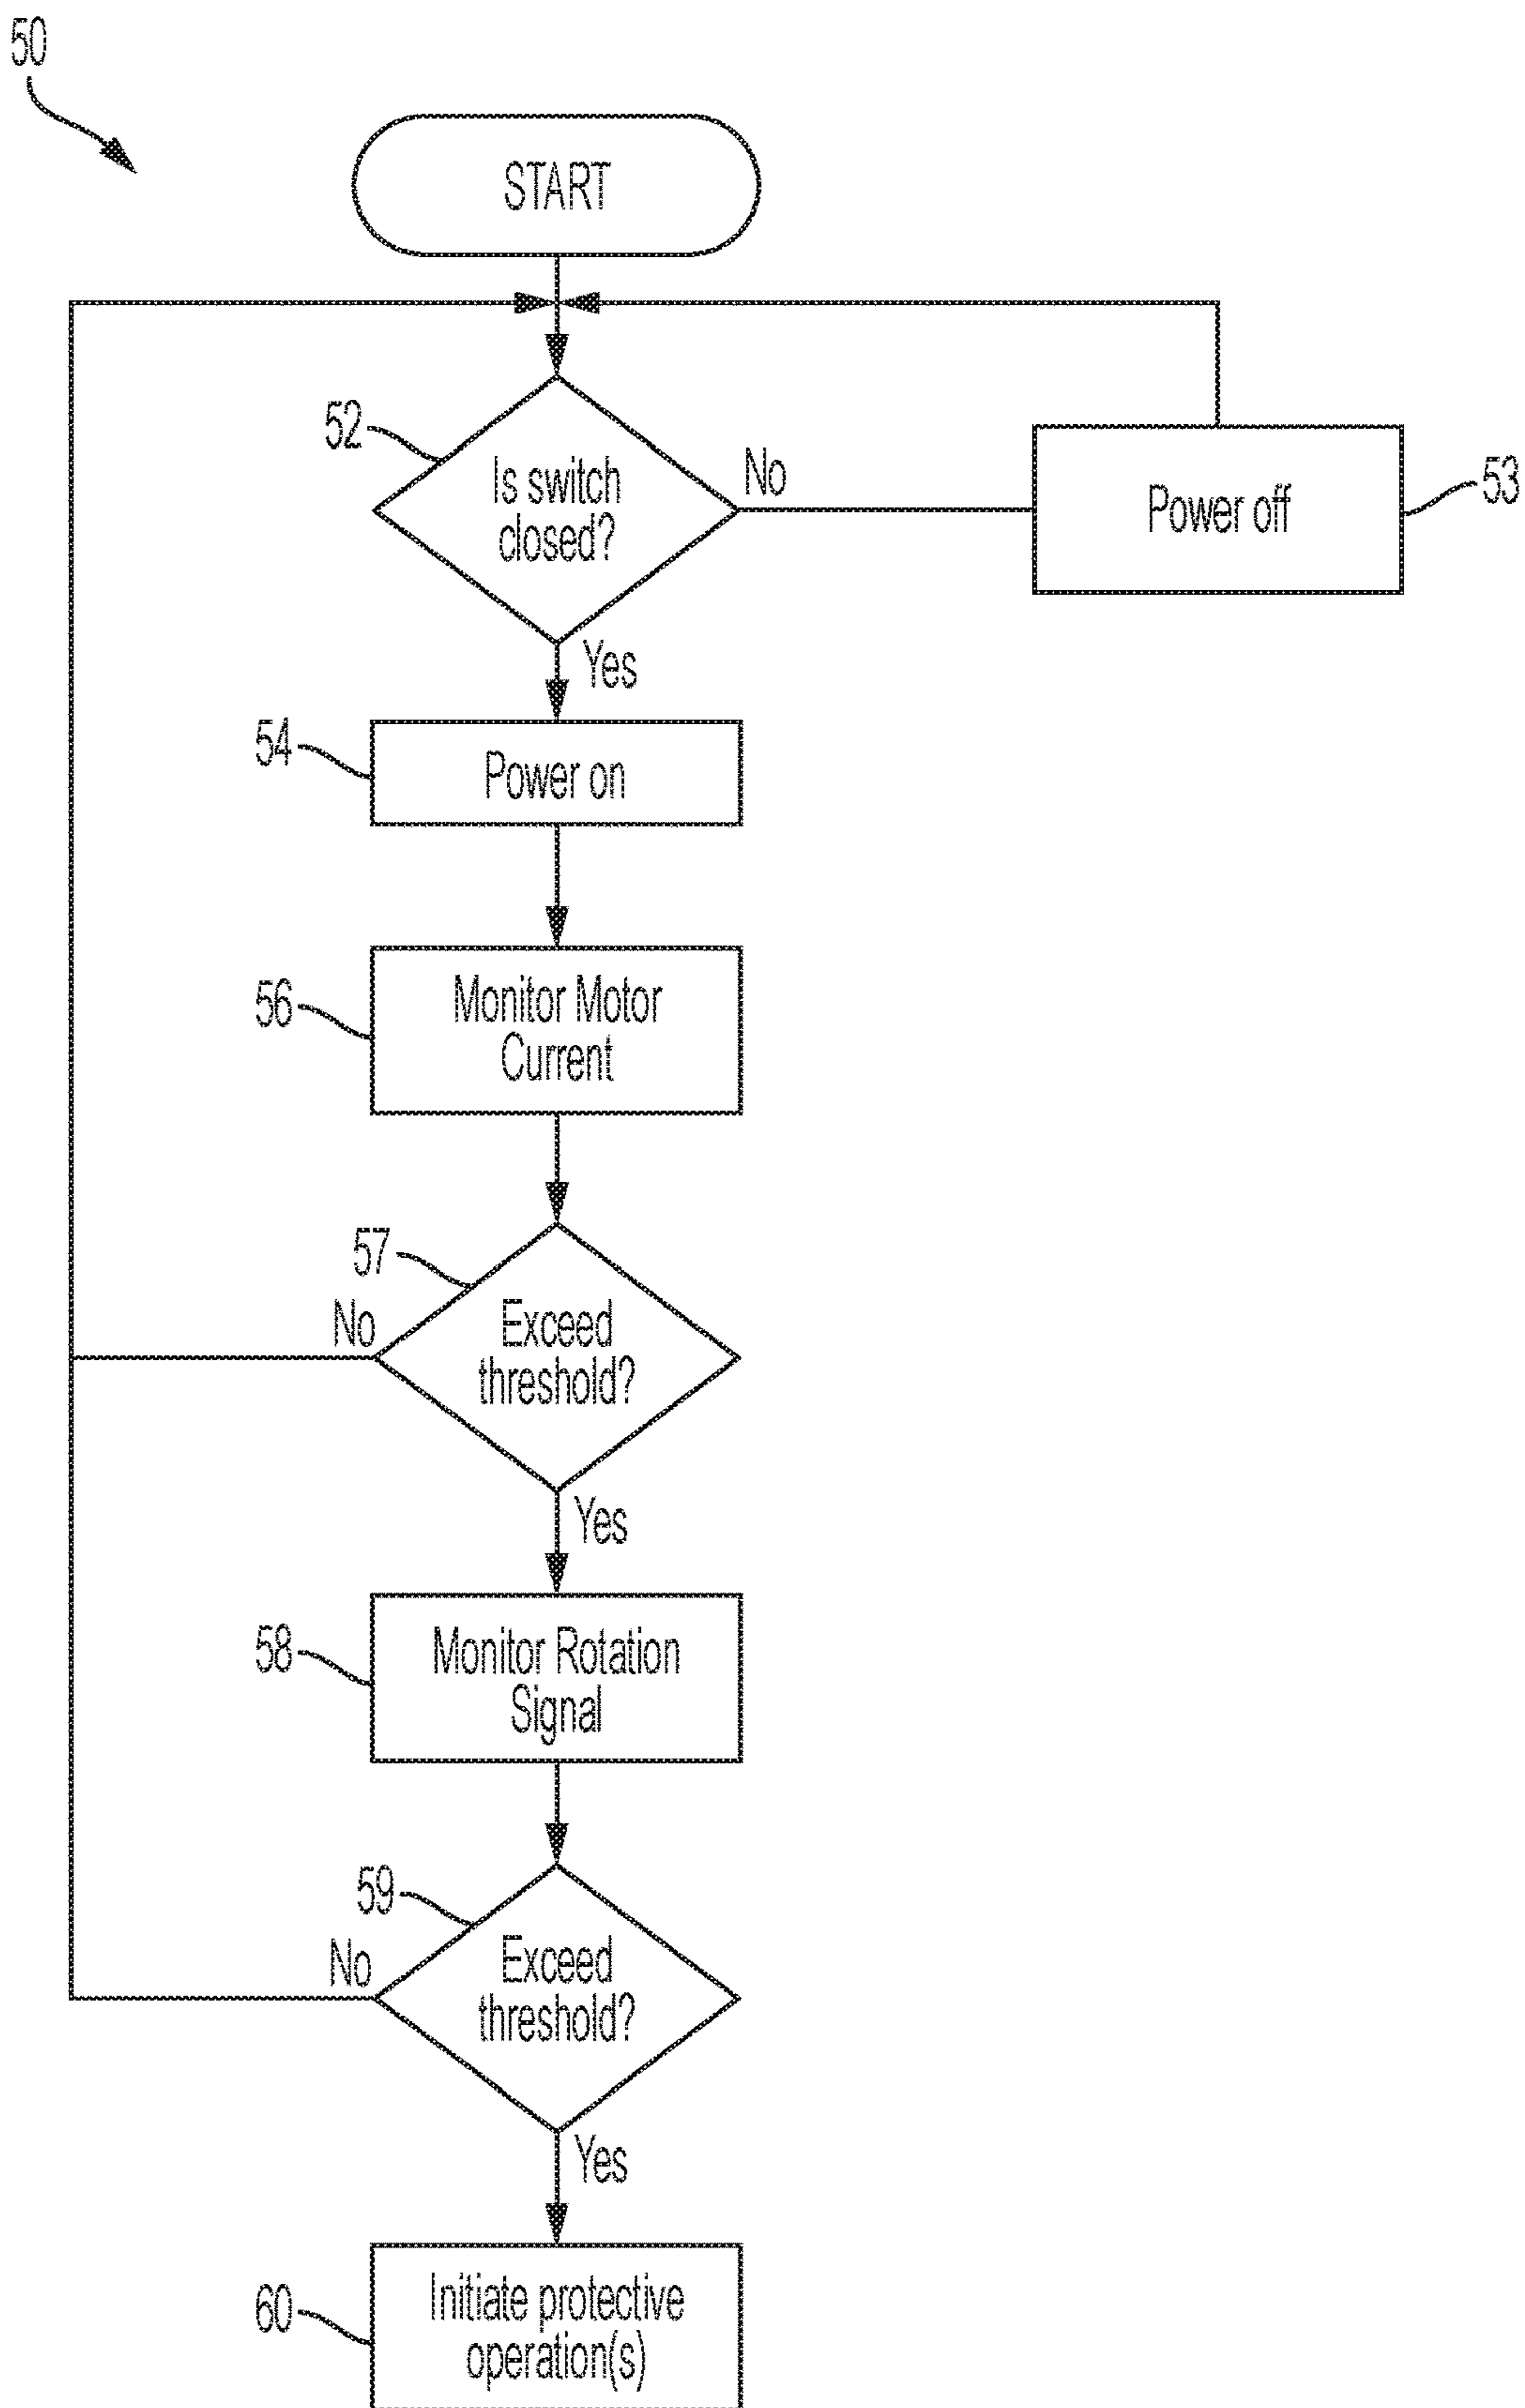 50
START
52
Is switch
closed?
No
Power off
53
Yes
54
Power on
56
Monitor Motor
Current
57
No
Exceed
threshold?
Yes
58
Monitor Rotation
Signal
59
No
Exceed
threshold?
Yes
60
Initiate protective
operation(s)